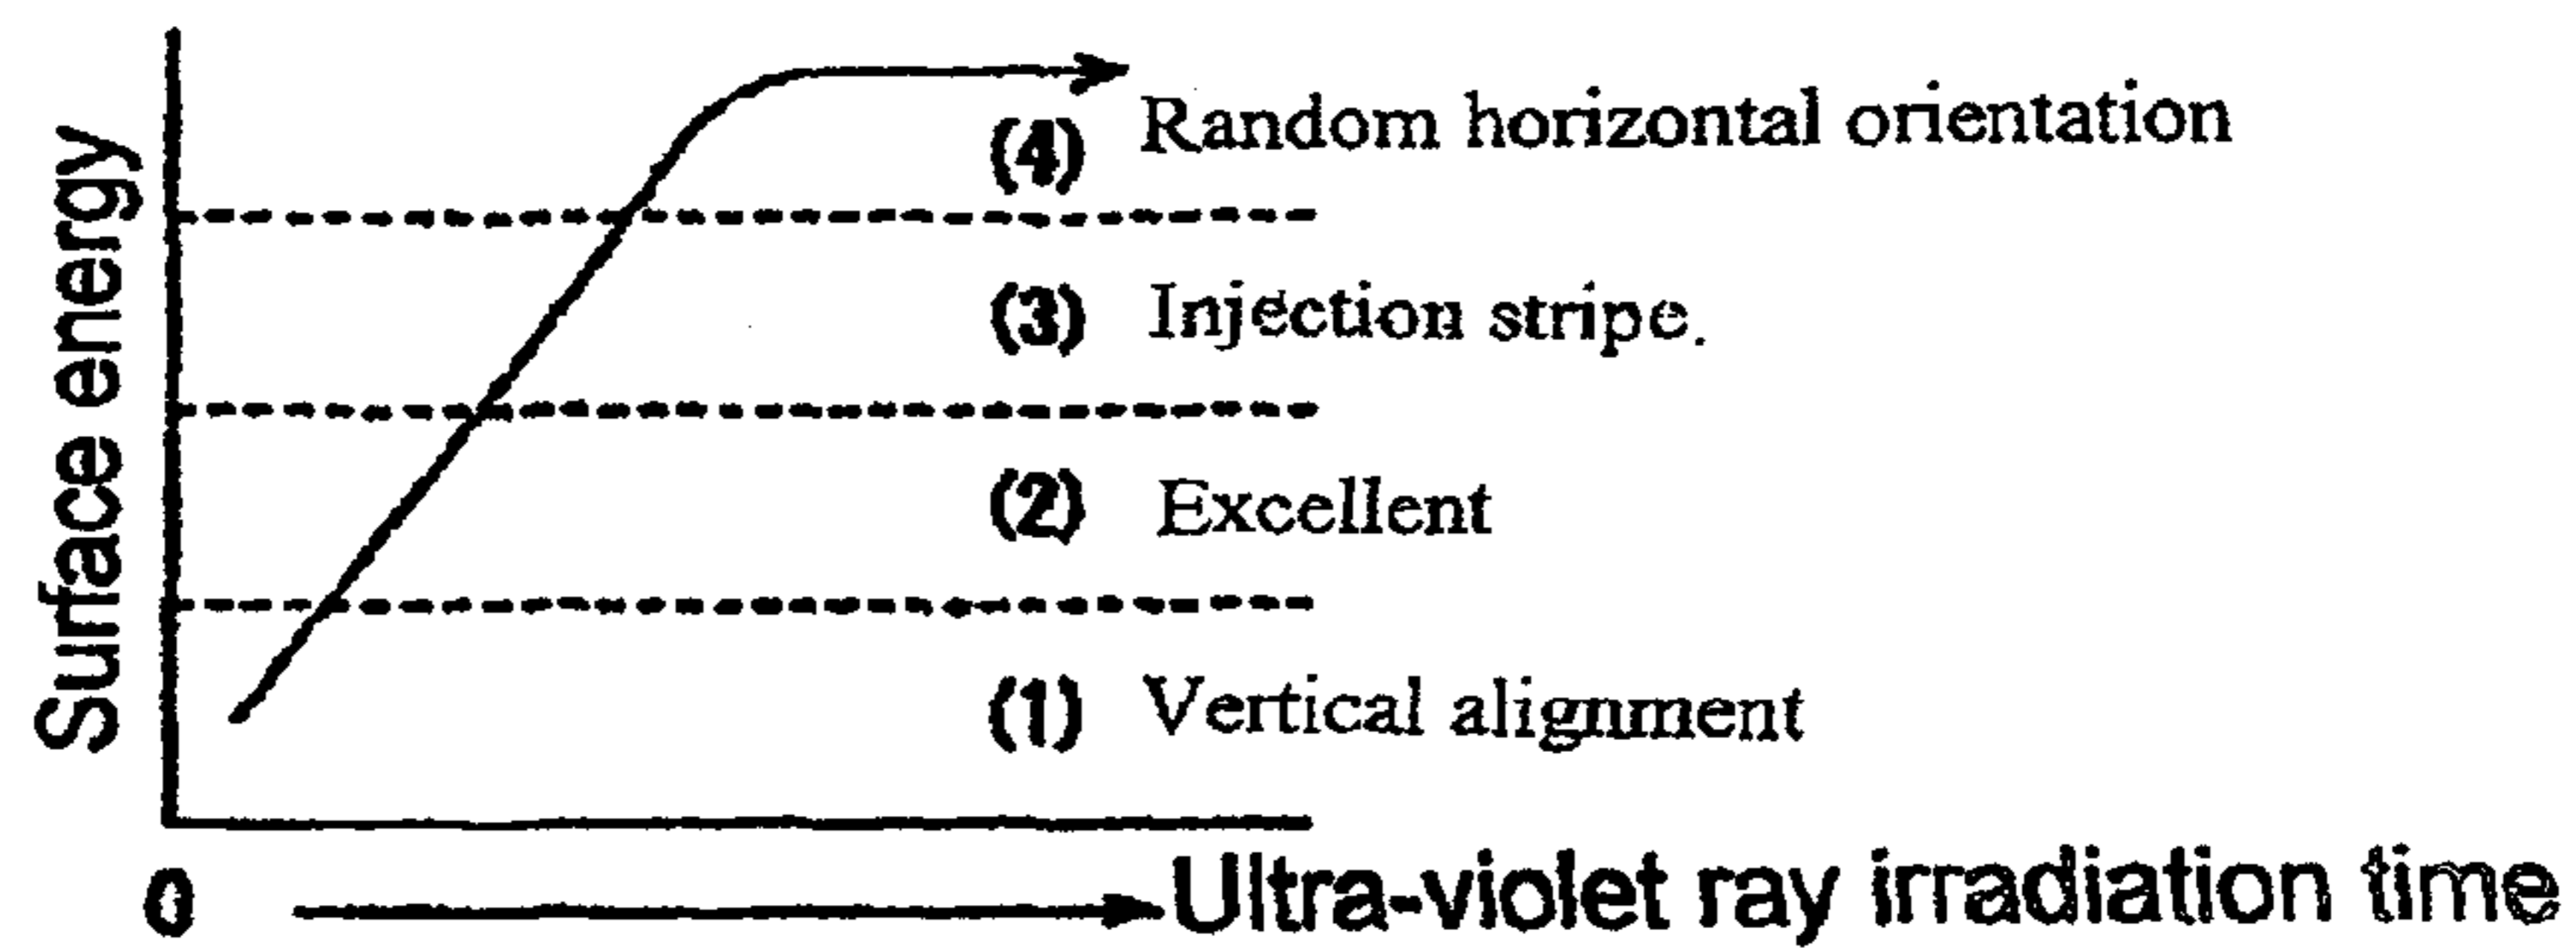 Surface energy
(4) Random horizontal orientation
(3) Injection stripe.
(2) Excellent
(1) Vertical alignment
0
Ultra-violet ray irradiation time